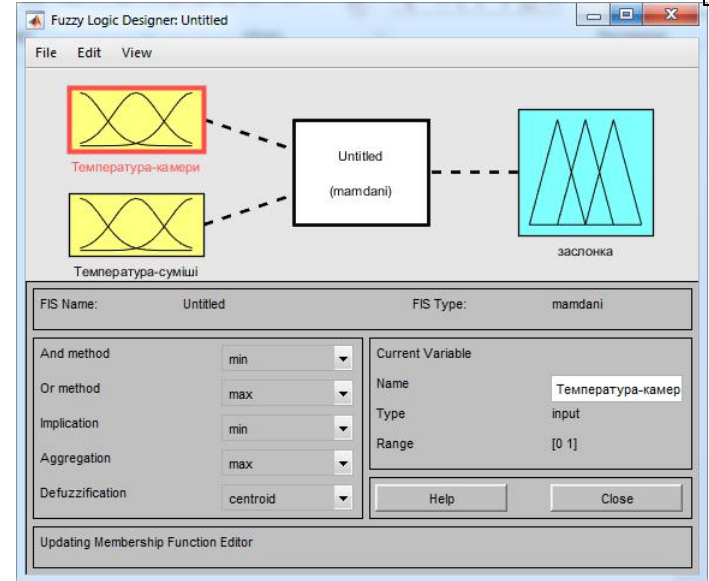 Fuzzy Logic Designer: Untitled
File Edit View
Температура-камери
Untitled
(mamdani)
заслонка
Температура-суміші
FIS Name: Untitled FIS Type: mamdani
And method min
Or method max
Implication min
Aggregation max
Defuzzification centroid
Current Variable
Name Температура-камер
Type input
Range [0 1]
Help Close
Updating Membership Function Editor